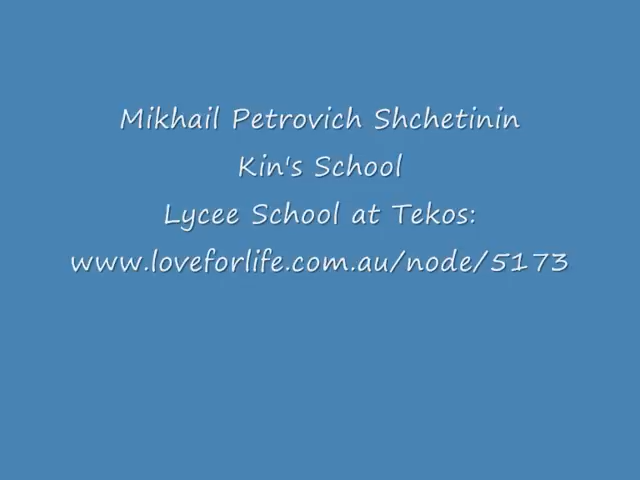 Mikhail Petrovich Shchetinin
Kin's School
Lycee School at Tekos:
www.loveforlife.com.au/node/5173